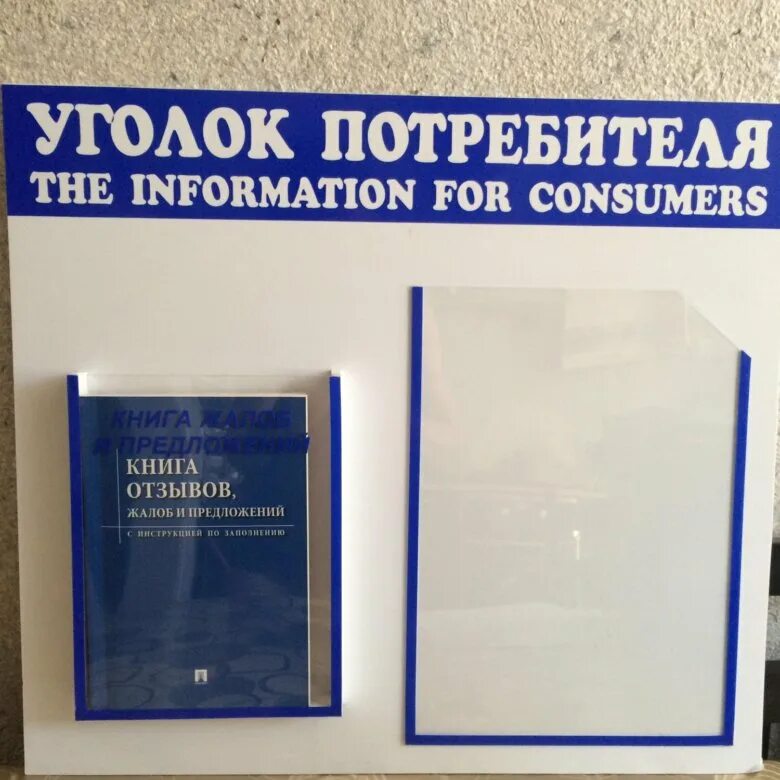 УГОЛОК ПОТРЕБИТЕЛЯ
THE INFORMATION FOR CONSUMERS
КНИГА ЖАЛОБ
И ПРЕДЛОЖЕНИЙ
КНИГА
ОТЗЫВОВ,
ЖАЛОБ И ПРЕДЛОЖЕНИЙ
С ИНСТРУКЦИЕЙ ПО ЗАПОЛНЕНИЮ